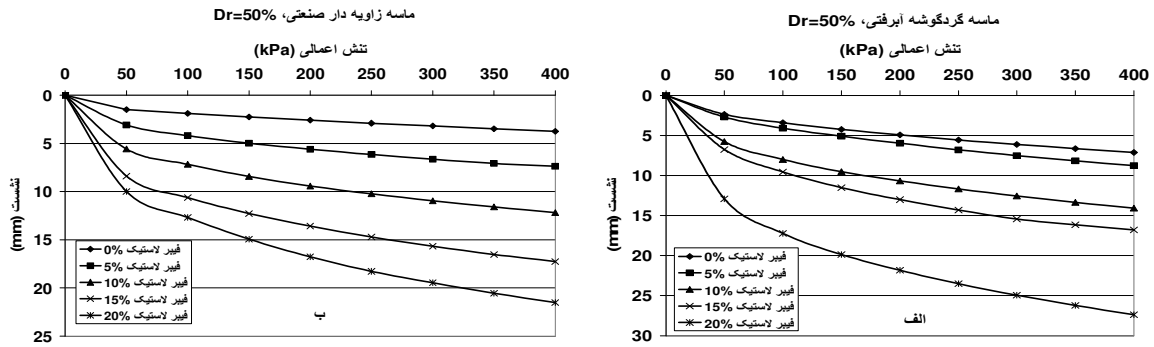 ماسه گردگوشه آبرفتی، Dr=50%
تنش اعمالی (kPa)
0 50 100 150 200 250 300 350 400
0
5
10
15
20
25
30
نشست (mm)
فیبر لاستیک 0%
فیبر لاستیک 5%
فیبر لاستیک 10%
فیبر لاستیک 15%
فیبر لاستیک 20%
الف
ماسه زاویه دار صنعتی، Dr=50%
تنش اعمالی (kPa)
0 50 100 150 200 250 300 350 400
0
5
10
15
20
25
نشست (mm)
فیبر لاستیک 0%
فیبر لاستیک 5%
فیبر لاستیک 10%
فیبر لاستیک 15%
فیبر لاستیک 20%
ب